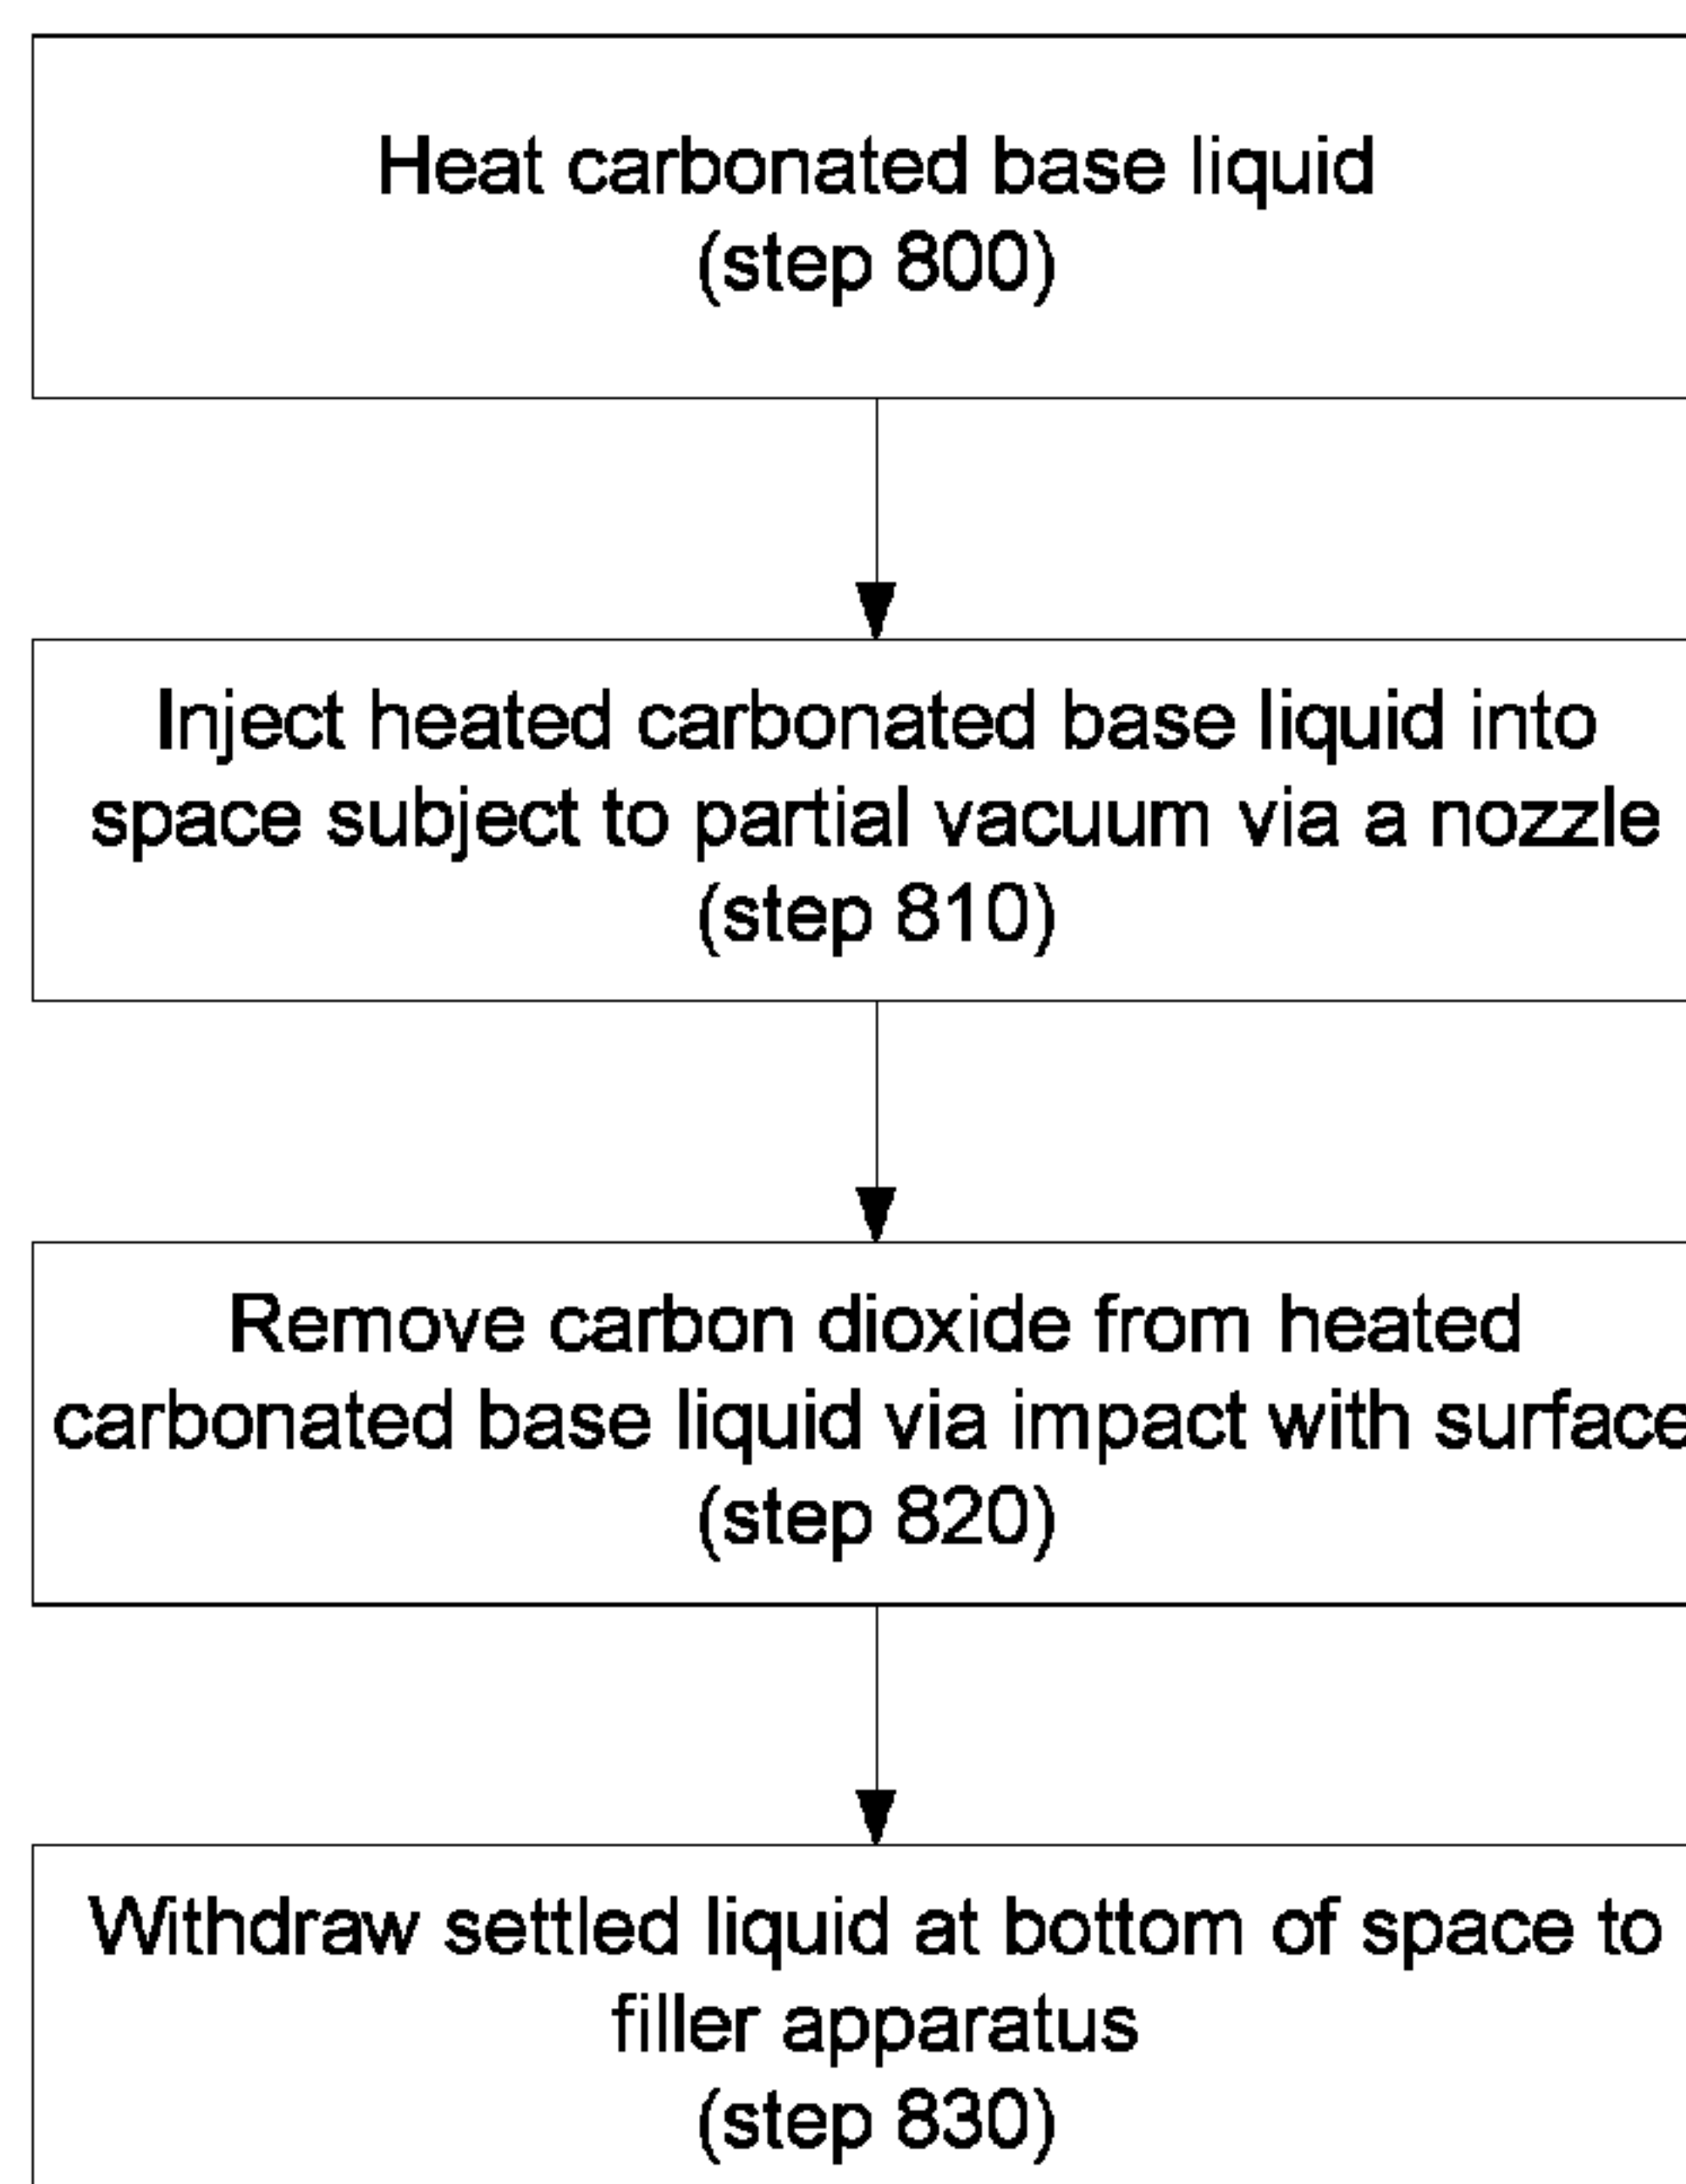 Heat carbonated base liquid
(step 800)
Inject heated carbonated base liquid into
space subject to partial vacuum via a nozzle
(step 810)
Remove carbon dioxide from heated
carbonated base liquid via impact with surface
(step 820)
Withdraw settled liquid at bottom of space to
filler apparatus
(step 830)